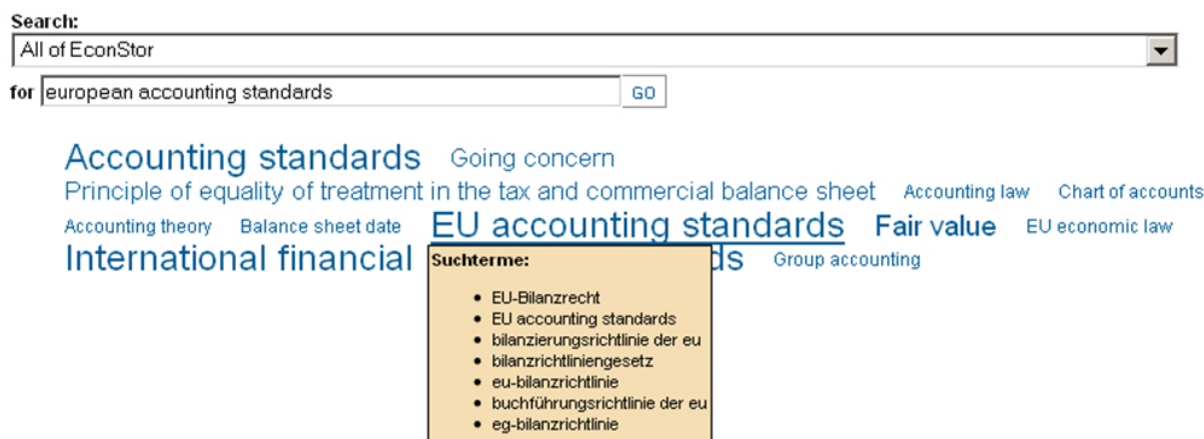 Search:
All of EconStor
for european accounting standards GO
Accounting standards Going concern
Principle of equality of treatment in the tax and commercial balance sheet Accounting law Chart of accounts
Accounting theory Balance sheet date EU accounting standards Fair value EU economic law
International financial ds Group accounting
Suchterme:
• EU-Bilanzrecht
• EU accounting standards
• bilanzierungsrichtlinie der eu
• bilanzrichtliniengesetz
• eu-bilanzrichtlinie
• buchführungsrichtlinie der eu
• eg-bilanzrichtlinie